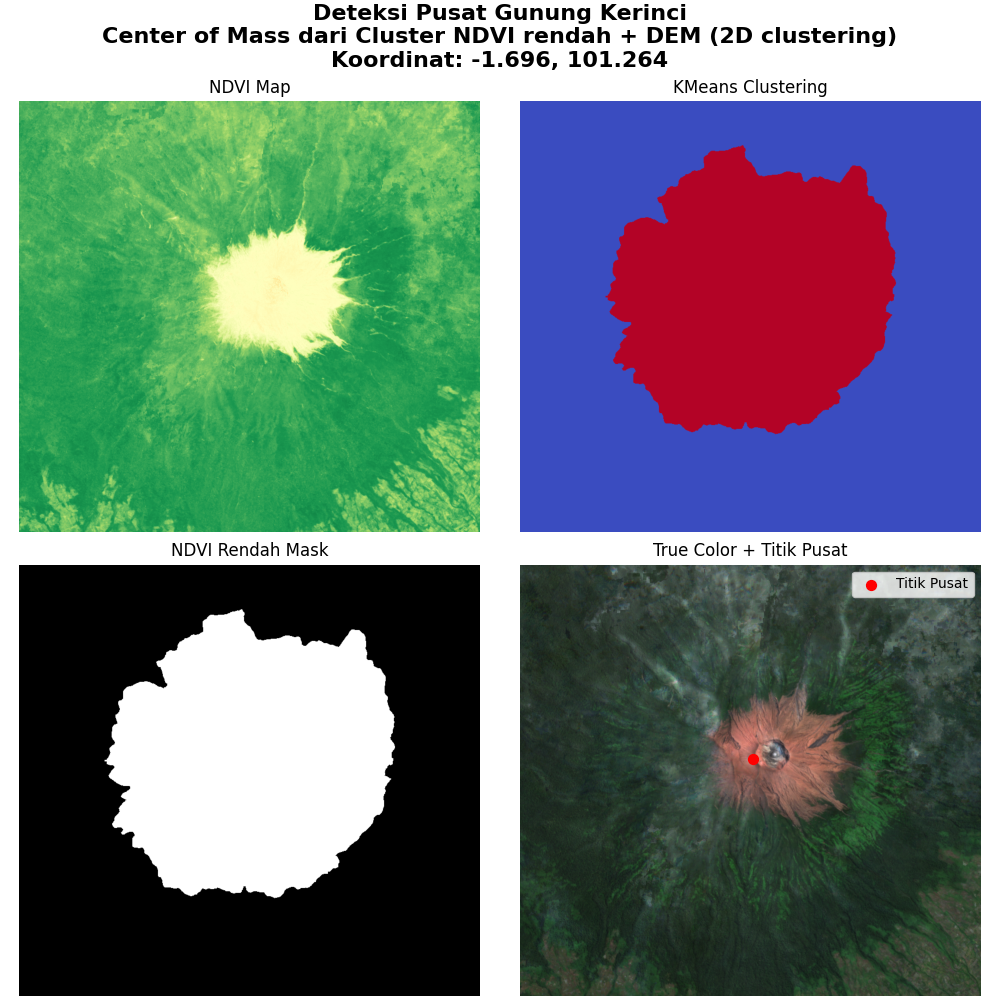 Deteksi Pusat Gunung Kerinci
Center of Mass dari Cluster NDVI rendah + DEM (2D clustering)
Koordinat: -1.696, 101.264
NDVI Map
KMeans Clustering
NDVI Rendah Mask
True Color + Titik Pusat
Titik Pusat